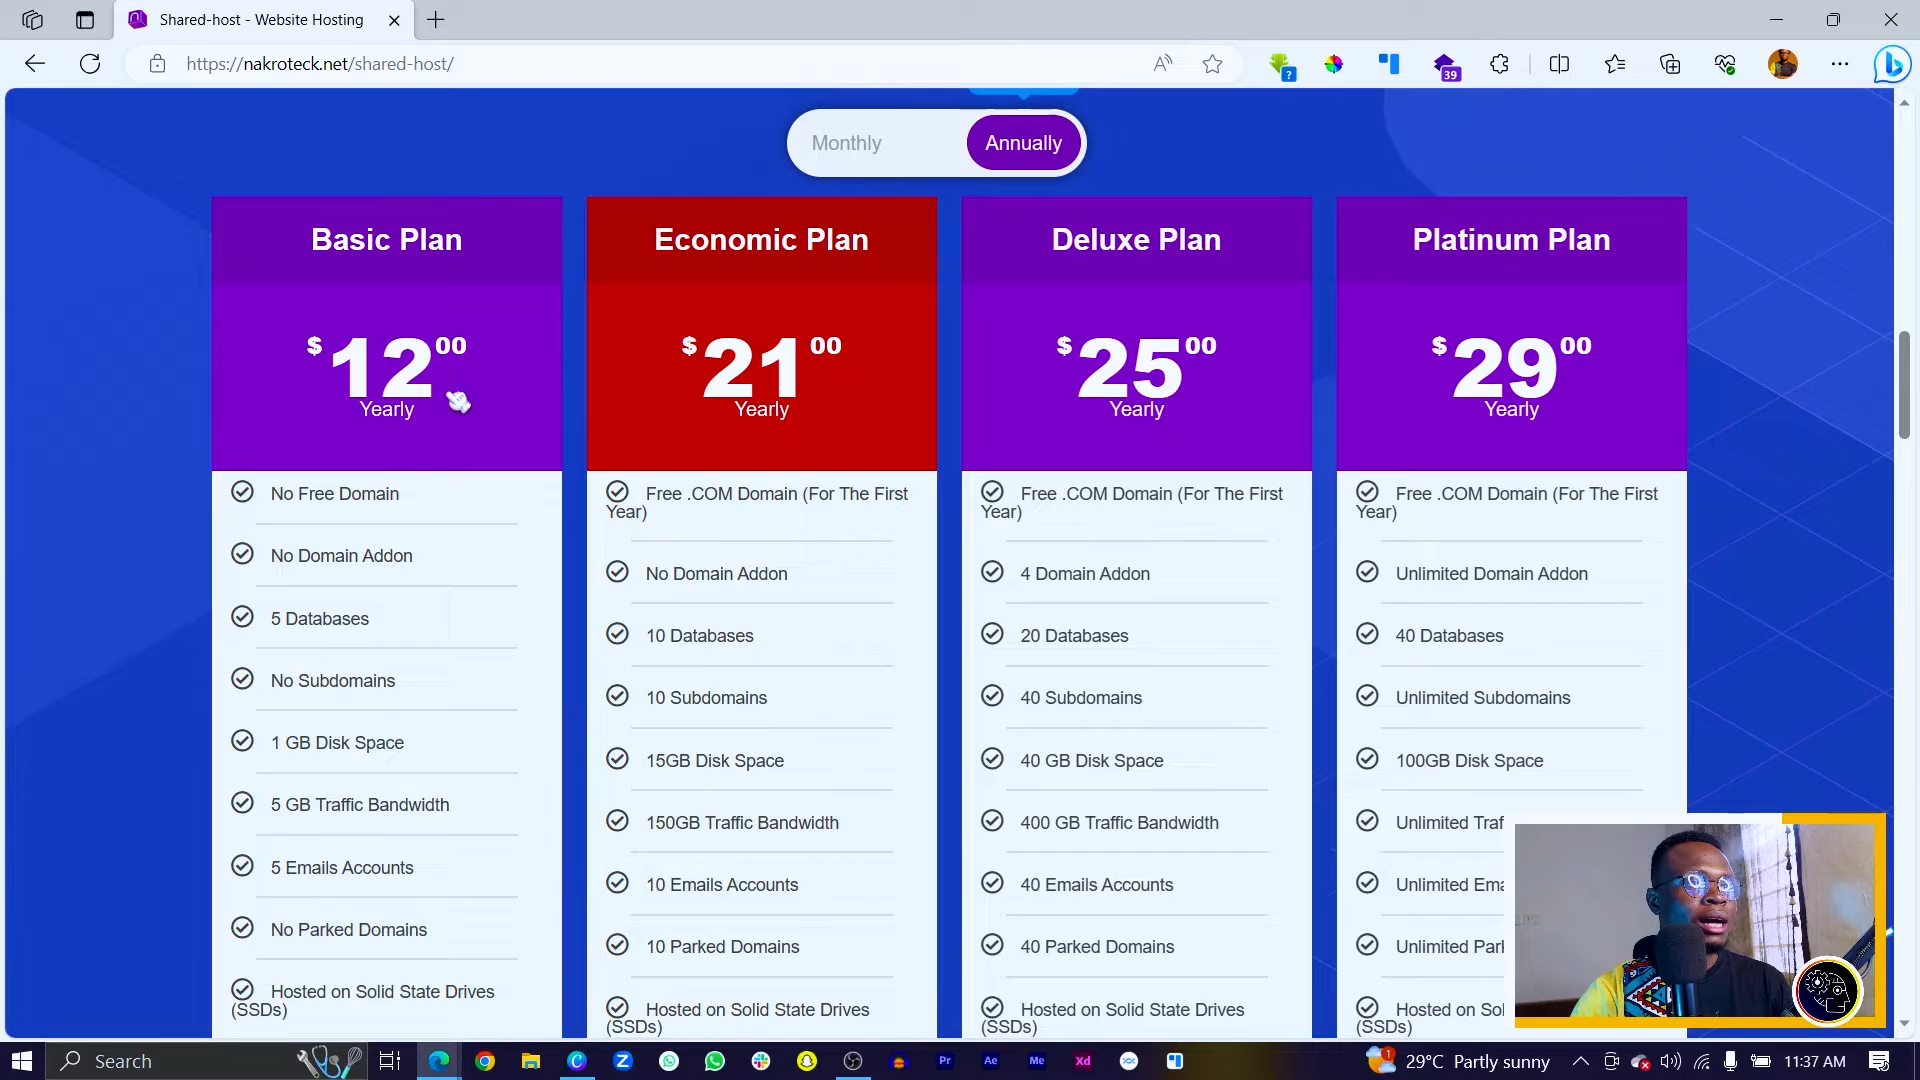 Shared-host - Website Hosting
https://nakroteck.net/shared-host/
39
Monthly
Annually
Basic Plan
$ 12 00
Yearly
No Free Domain
No Domain Addon
5 Databases
No Subdomains
1 GB Disk Space
5 GB Traffic Bandwidth
5 Emails Accounts
No Parked Domains
Hosted on Solid State Drives
(SSDs)
Economic Plan
$ 21 00
Yearly
Free .COM Domain (For The First
Year)
No Domain Addon
10 Databases
10 Subdomains
15GB Disk Space
150GB Traffic Bandwidth
10 Emails Accounts
10 Parked Domains
Hosted on Solid State Drives
(SSDs)
Deluxe Plan
$ 25 00
Yearly
Free .COM Domain (For The First
Year)
4 Domain Addon
20 Databases
40 Subdomains
40 GB Disk Space
400 GB Traffic Bandwidth
40 Emails Accounts
40 Parked Domains
Hosted on Solid State Drives
(SSDs)
Platinum Plan
$ 29 00
Yearly
Free .COM Domain (For The First
Year)
Unlimited Domain Addon
40 Databases
Unlimited Subdomains
100GB Disk Space
Unlimited Traf
Unlimited Ema
Unlimited Par
Hosted on So
(SSDs)
Search
Pr
Ae
Me
Xd
1
29°C Partly sunny
11:37 AM